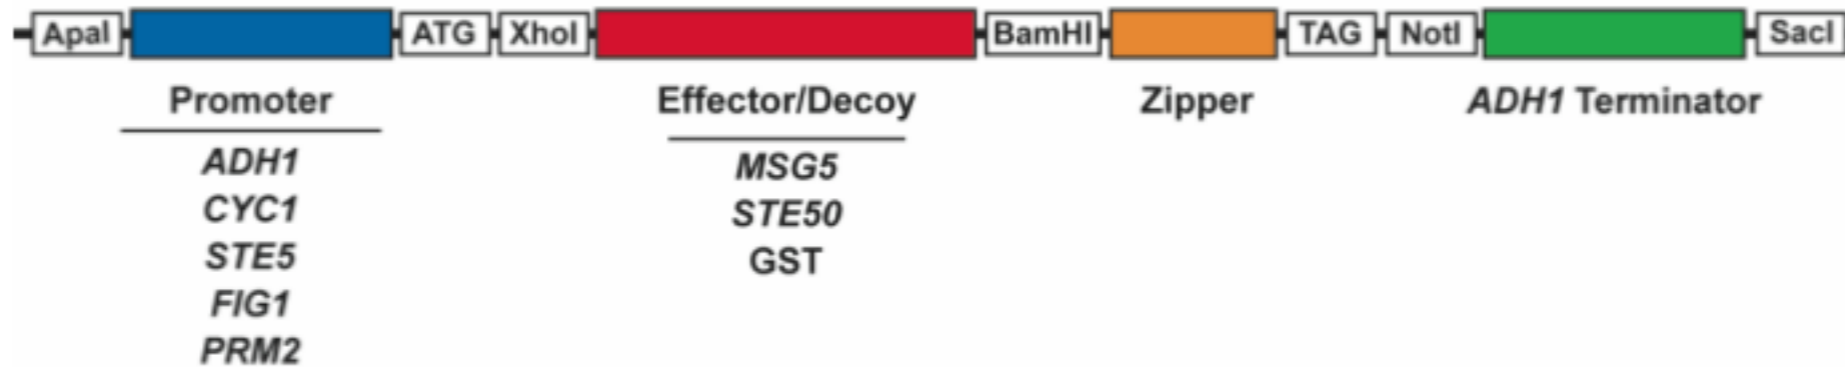 ApaI ATG XhoI BamHI TAG NotI SacI
Promoter Effector/Decoy Zipper ADH1 Terminator
ADH1 MSG5
CYC1 STE50
STE5 GST
FIG1
PRM2